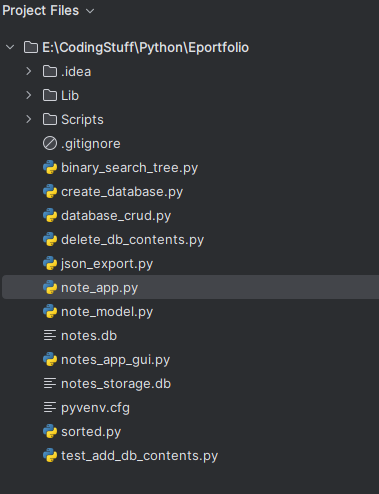 Project Files
E:\CodingStuff\Python\Eportfolio
.idea
Lib
Scripts
.gitignore
binary_search_tree.py
create_database.py
database_crud.py
delete_db_contents.py
json_export.py
note_app.py
note_model.py
notes.db
notes_app_gui.py
notes_storage.db
pyvenv.cfg
sorted.py
test_add_db_contents.py